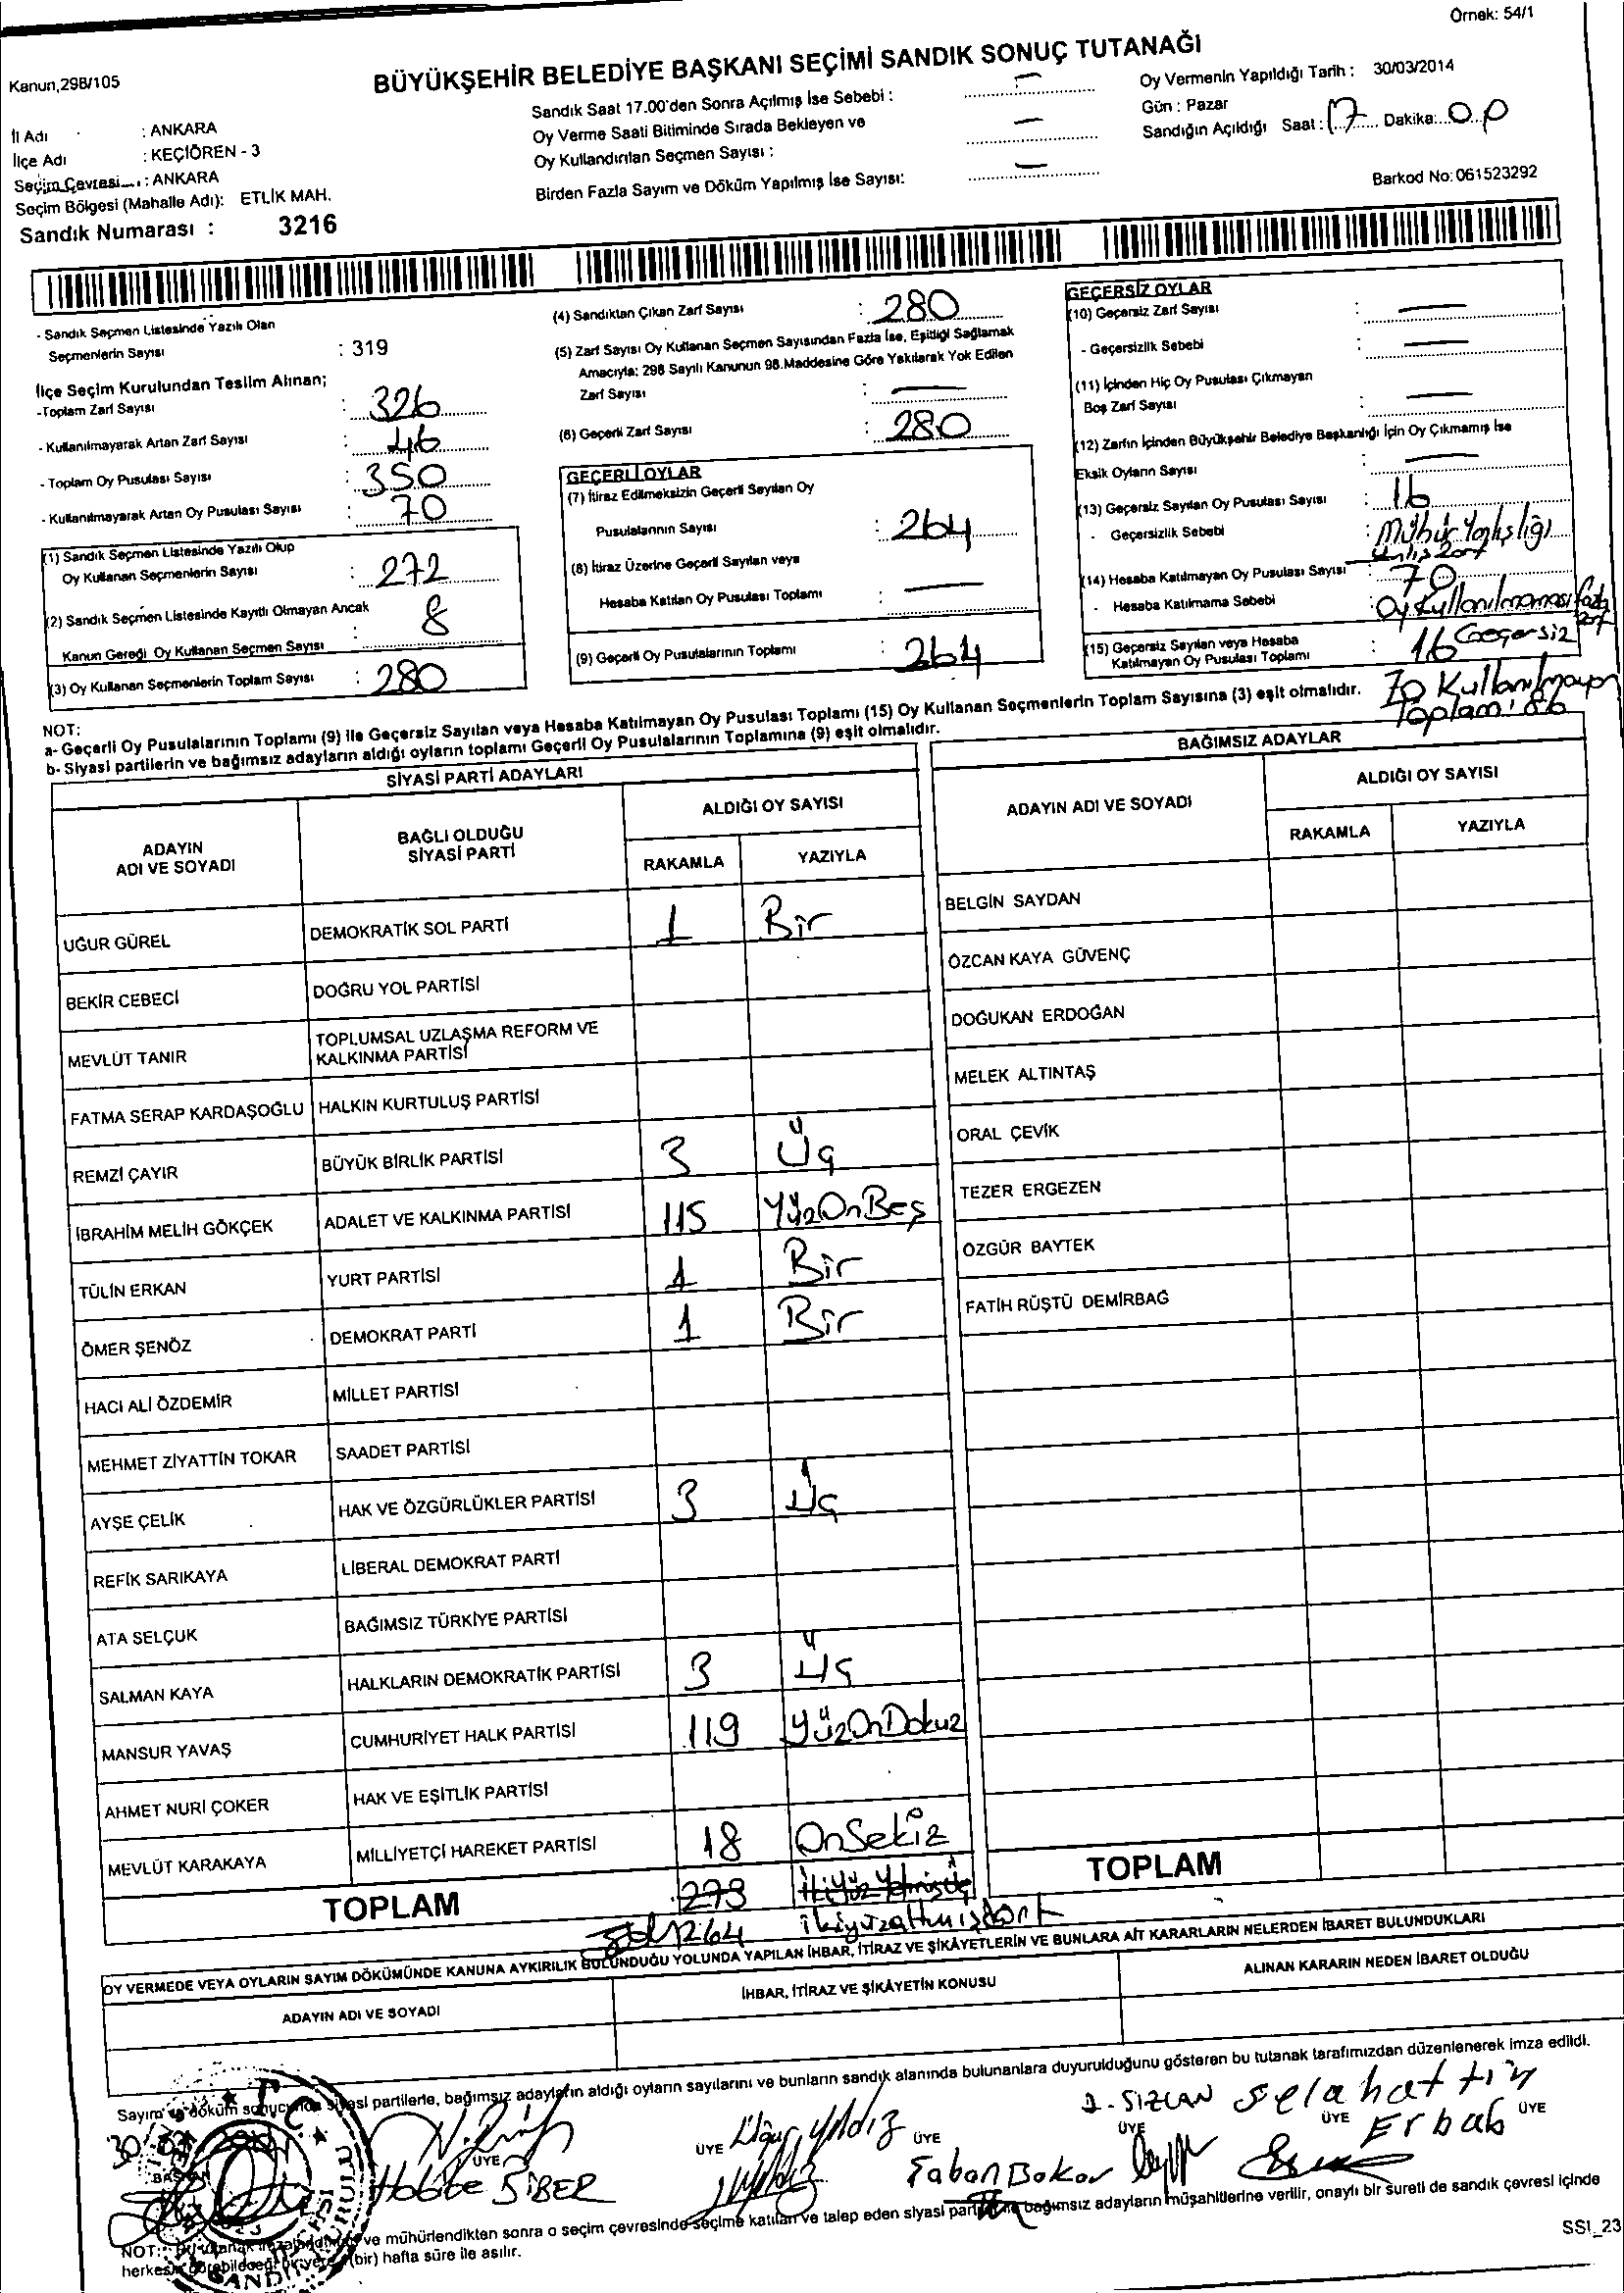 Örnek: 54/1
Kanun,298/105
BÜYÜKŞEHİR BELEDİYE BAŞKANI SEÇİMİ SANDIK SONUÇ TUTANAĞI
İl Adı : ANKARA
İlçe Adı : KEÇİÖREN - 3
Seçim Çevresi : ANKARA
Seçim Bölgesi (Mahalle Adı): ETLİK MAH.
Sandık Numarası : 3216
Sandık Saat 17.00'den Sonra Açılmış İse Sebebi : —
Oy Verme Saati Bitiminde Sırada Bekleyen ve
Oy Kullandırılan Seçmen Sayısı : —
Birden Fazla Sayım ve Döküm Yapılmış İse Sayısı: —
Oy Vermenin Yapıldığı Tarih : 30/03/2014
Gün : Pazar
Sandığın Açıldığı Saat : 17 Dakika: 00
Barkod No: 061523292
- Sandık Seçmen Listesinde Yazılı Olan
Seçmenlerin Sayısı : 319
İlçe Seçim Kurulundan Teslim Alınan;
-Toplam Zarf Sayısı : 326
- Kullanılmayarak Artan Zarf Sayısı : 46
- Toplam Oy Pusulası Sayısı : 350
- Kullanılmayarak Artan Oy Pusulası Sayısı : 70
(1) Sandık Seçmen Listesinde Yazılı Olup
Oy Kullanan Seçmenlerin Sayısı : 272
(2) Sandık Seçmen Listesinde Kayıtlı Olmayan Ancak
Kanun Gereği Oy Kullanan Seçmen Sayısı : 8
(3) Oy Kullanan Seçmenlerin Toplam Sayısı : 280
(4) Sandıktan Çıkan Zarf Sayısı : 280
(5) Zarf Sayısı Oy Kullanan Seçmen Sayısından Fazla İse, Eşitliği Sağlamak
Amacıyla; 298 Sayılı Kanunun 98.Maddesine Göre Yakılarak Yok Edilen
Zarf Sayısı : —
(6) Geçerli Zarf Sayısı : 280
GEÇERLİ OYLAR
(7) İtiraz Edilmeksizin Geçerli Sayılan Oy
Pusulalarının Sayısı : 264
(8) İtiraz Üzerine Geçerli Sayılan veya
Hesaba Katılan Oy Pusulası Toplamı : —
(9) Geçerli Oy Pusulalarının Toplamı : 264
GEÇERSİZ OYLAR
(10) Geçersiz Zarf Sayısı : —
- Geçersizlik Sebebi : —
(11) İçinden Hiç Oy Pusulası Çıkmayan
Boş Zarf Sayısı : —
(12) Zarfın İçinden Büyükşehir Belediye Başkanlığı İçin Oy Çıkmamış İse
Eksik Oyların Sayısı : —
(13) Geçersiz Sayılan Oy Pusulası Sayısı : 16
- Geçersizlik Sebebi : Mühür Yanlışlığı
Yanlış Zarf
(14) Hesaba Katılmayan Oy Pusulası Sayısı : 70
- Hesaba Katılmama Sebebi : Oy Kullanılmaması fazla
(15) Geçersiz Sayılan veya Hesaba
Katılmayan Oy Pusulası Toplamı : 16 Geçersiz
70 Kullanılmayan
Toplam: 86
NOT:
a- Geçerli Oy Pusulalarının Toplamı (9) ile Geçersiz Sayılan veya Hesaba Katılmayan Oy Pusulası Toplamı (15) Oy Kullanan Seçmenlerin Toplam Sayısına (3) eşit olmalıdır.
b- Siyasi partilerin ve bağımsız adayların aldığı oyların toplamı Geçerli Oy Pusulalarının Toplamına (9) eşit olmalıdır.
SİYASİ PARTİ ADAYLARI
ADAYIN ADI VE SOYADI BAĞLI OLDUĞU SİYASİ PARTİ ALDIĞI OY SAYISI
RAKAMLA YAZIYLA
UĞUR GÜREL DEMOKRATİK SOL PARTİ 1 Bir
BEKİR CEBECİ DOĞRU YOL PARTİSİ
MEVLÜT TANIR TOPLUMSAL UZLAŞMA REFORM VE KALKINMA PARTİSİ
FATMA SERAP KARDAŞOĞLU HALKIN KURTULUŞ PARTİSİ
REMZİ ÇAYIR BÜYÜK BİRLİK PARTİSİ 3 Üç
İBRAHİM MELİH GÖKÇEK ADALET VE KALKINMA PARTİSİ 115 YüzOnBeş
TÜLİN ERKAN YURT PARTİSİ 1 Bir
ÖMER ŞENÖZ DEMOKRAT PARTİ 1 Bir
HACI ALİ ÖZDEMİR MİLLET PARTİSİ
MEHMET ZİYATTİN TOKAR SAADET PARTİSİ
AYŞE ÇELİK HAK VE ÖZGÜRLÜKLER PARTİSİ 3 Üç
REFİK SARIKAYA LİBERAL DEMOKRAT PARTİ
ATA SELÇUK BAĞIMSIZ TÜRKİYE PARTİSİ
SALMAN KAYA HALKLARIN DEMOKRATİK PARTİSİ 3 Üç
MANSUR YAVAŞ CUMHURİYET HALK PARTİSİ 119 YüzOnDokuz
AHMET NURİ ÇOKER HAK VE EŞİTLİK PARTİSİ
MEVLÜT KARAKAYA MİLLİYETÇİ HAREKET PARTİSİ 18 OnSekiz
TOPLAM 273 İkiyüzYetmişüç
264 ikiyüzaltmışdört
BAĞIMSIZ ADAYLAR
ADAYIN ADI VE SOYADI ALDIĞI OY SAYISI
RAKAMLA YAZIYLA
BELGİN SAYDAN
ÖZCAN KAYA GÜVENÇ
DOĞUKAN ERDOĞAN
MELEK ALTINTAŞ
ORAL ÇEVİK
TEZER ERGEZEN
ÖZGÜR BAYTEK
FATİH RÜŞTÜ DEMİRBAĞ
TOPLAM
OY VERMEDE VEYA OYLARIN SAYIM DÖKÜMÜNDE KANUNA AYKIRILIK BULUNDUĞU YOLUNDA YAPILAN İHBAR, İTİRAZ VE ŞİKÂYETLERİN VE BUNLARA AİT KARARLARIN NELERDEN İBARET BULUNDUKLARI
ADAYIN ADI VE SOYADI İHBAR, İTİRAZ VE ŞİKÂYETİN KONUSU ALINAN KARARIN NEDEN İBARET OLDUĞU
Sayım ve döküm sonucunda siyasi partilerle, bağımsız adayların aldığı oyların sayılarını ve bunların sandık alanında bulunanlara duyurulduğunu gösteren bu tutanak tarafımızdan düzenlenerek imza edildi.
BAŞKAN ÜYE ÜYE Uğur Yıldız ÜYE ÜYE ÜYE Selahattin ÜYE
Erbab
SİBER Şaban
ve mühürlendikten sonra o seçim çevresinde seçime katılan ve talep eden siyasi parti bağımsız adayların müşahitlerine verilir, onaylı bir sureti de sandık çevresi içinde
herkesin görebileceği bir yere (bir) hafta süre ile asılır.
SSI_23